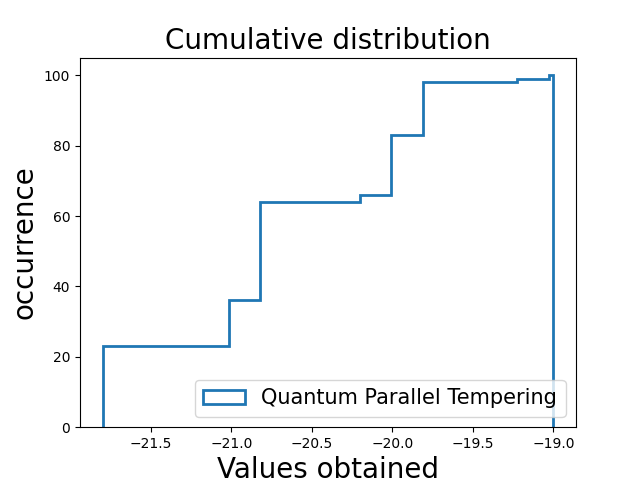 Cumulative distribution
100
80
60
40
20
0
occurrence
Quantum Parallel Tempering
−21.5 −21.0 −20.5 −20.0 −19.5 −19.0
Values obtained